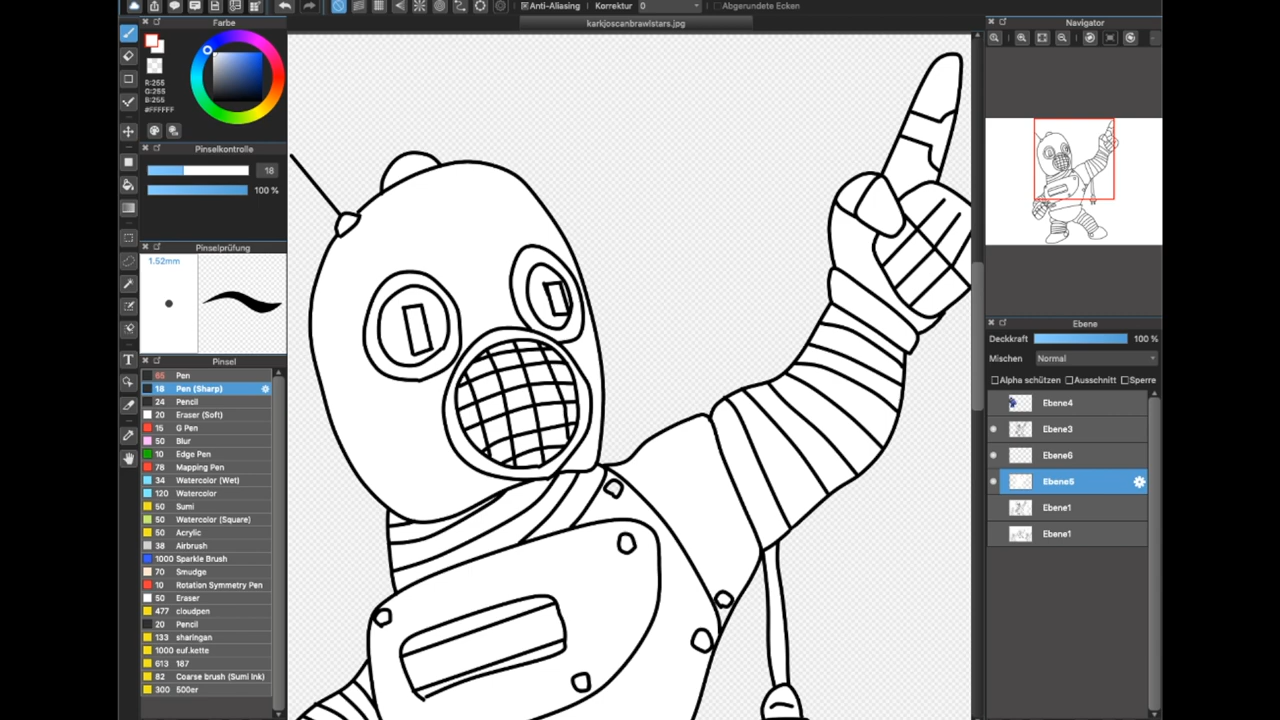 Anti-Aliasing Korrektur 0 Abgerundete Ecken
karkjoscanbrawlstars.jpg
Farbe
R:255
G:255
B:255
#FFFFFF
Pinselkontrolle
18
100 %
Pinselprüfung
1.52mm
Pinsel
65 Pen
18 Pen (Sharp)
24 Pencil
20 Eraser (Soft)
15 G Pen
50 Blur
10 Edge Pen
78 Mapping Pen
34 Watercolor (Wet)
120 Watercolor
50 Sumi
50 Watercolor (Square)
50 Acrylic
38 Airbrush
1000 Sparkle Brush
70 Smudge
10 Rotation Symmetry Pen
50 Eraser
477 cloudpen
20 Pencil
133 sharingan
1000 euf.kette
613 187
82 Coarse brush (Sumi Ink)
300 500er
Navigator
Ebene
Deckkraft 100 %
Mischen Normal
Alpha schützen Ausschnitt Sperre
Ebene4
Ebene3
Ebene6
Ebene5
Ebene1
Ebene1